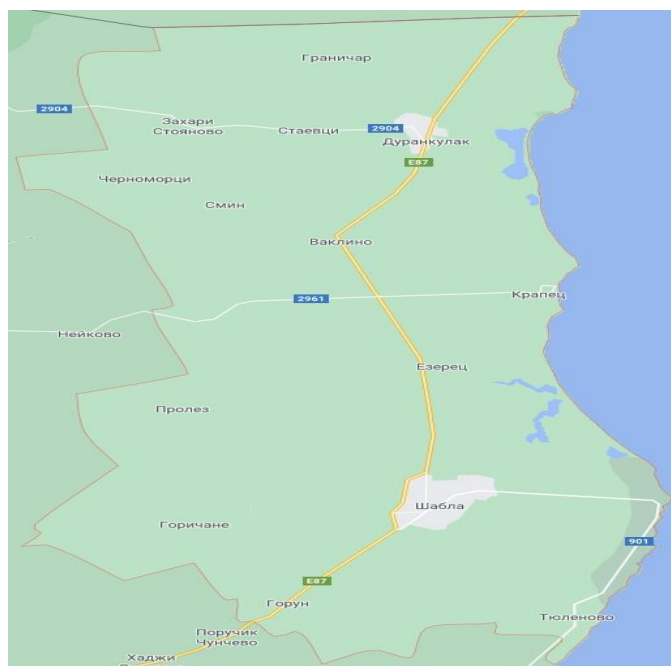 Граничар
2904
Захари
Стояново
Стаевци
2904
Дуранкулак
E87
Черноморци
Смин
Ваклино
2961
Крапец
Нейково
Езерец
Пролез
Шабла
Горичане
901
E87
Горун
Тюленово
Поручик
Чунчево
Хаджи